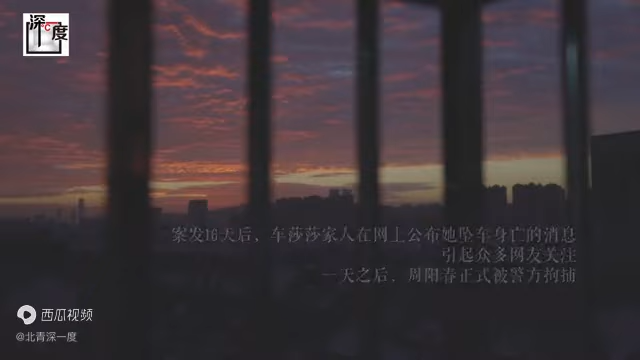 深℃度
案发16天后，车莎莎家人在网上公布她坠车身亡的消息
引起众多网友关注
一天之后，周阳春正式被警方拘捕
西瓜视频
@北青深一度